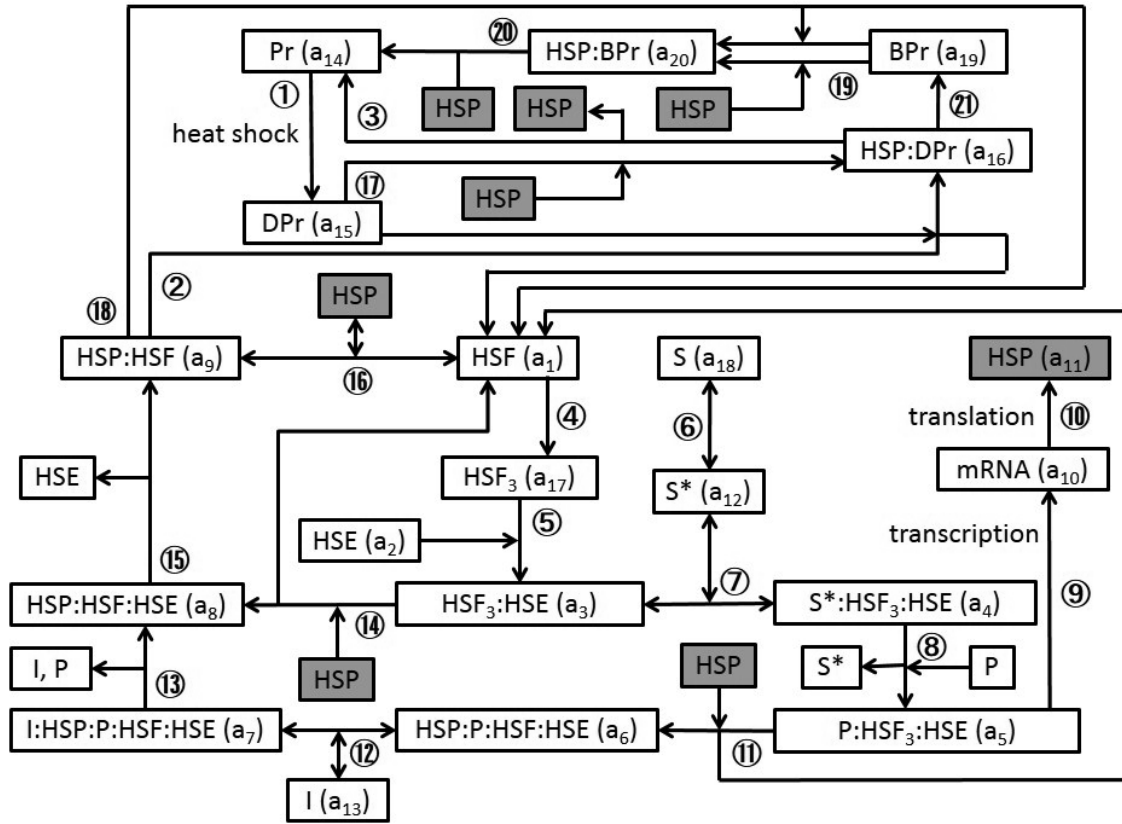 ⑳
Pr (a₁₄)
HSP:BPr (a₂₀)
BPr (a₁₉)
①
③
HSP
HSP
HSP
⑲
㉑
heat shock
HSP:DPr (a₁₆)
⑰
HSP
DPr (a₁₅)
②
⑱
HSP
HSP:HSF (a₉)
HSF (a₁)
S (a₁₈)
HSP (a₁₁)
⑯
④
⑥
translation
⑩
HSE
HSF₃ (a₁₇)
S* (a₁₂)
mRNA (a₁₀)
⑤
HSE (a₂)
transcription
⑮
⑦
⑨
HSP:HSF:HSE (a₈)
HSF₃:HSE (a₃)
S*:HSF₃:HSE (a₄)
⑭
⑧
I, P
HSP
HSP
S*
P
⑬
I:HSP:P:HSF:HSE (a₇)
HSP:P:HSF:HSE (a₆)
P:HSF₃:HSE (a₅)
⑫
⑪
I (a₁₃)